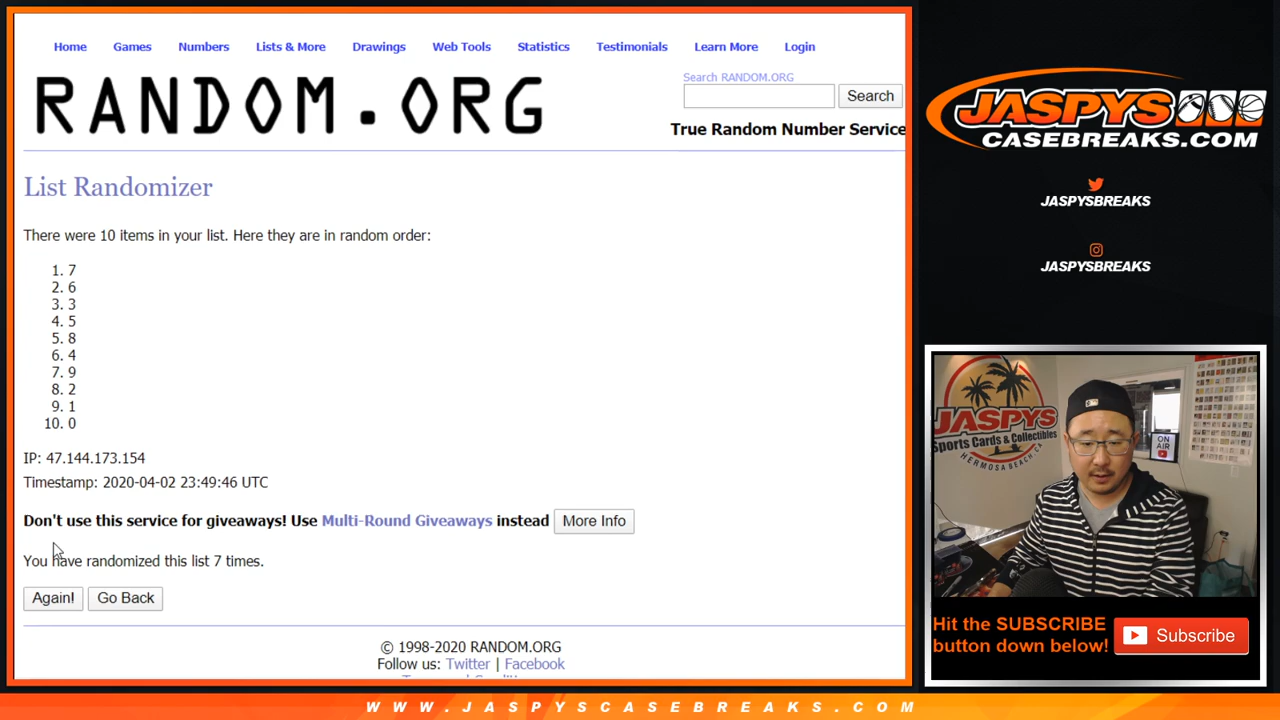 Home Games Numbers Lists & More Drawings Web Tools Statistics Testimonials Learn More Login
RANDOM.ORG
Search RANDOM.ORG
Search
True Random Number Service
List Randomizer
There were 10 items in your list. Here they are in random order:
1. 7
2. 6
3. 3
4. 5
5. 8
6. 4
7. 9
8. 2
9. 1
10. 0
IP: 47.144.173.154
Timestamp: 2020-04-02 23:49:46 UTC
Don't use this service for giveaways! Use Multi-Round Giveaways instead More Info
You have randomized this list 7 times.
Again! Go Back
© 1998-2020 RANDOM.ORG
Follow us: Twitter | Facebook
JASPYS
CASEBREAKS.COM
JASPYSBREAKS
JASPYSBREAKS
JASPYS
Sports Cards & Collectibles
HERMOSA BEACH, CA
ON
AIR
Hit the SUBSCRIBE
button down below!
Subscribe
WWW.JASPYSCASEBREAKS.COM